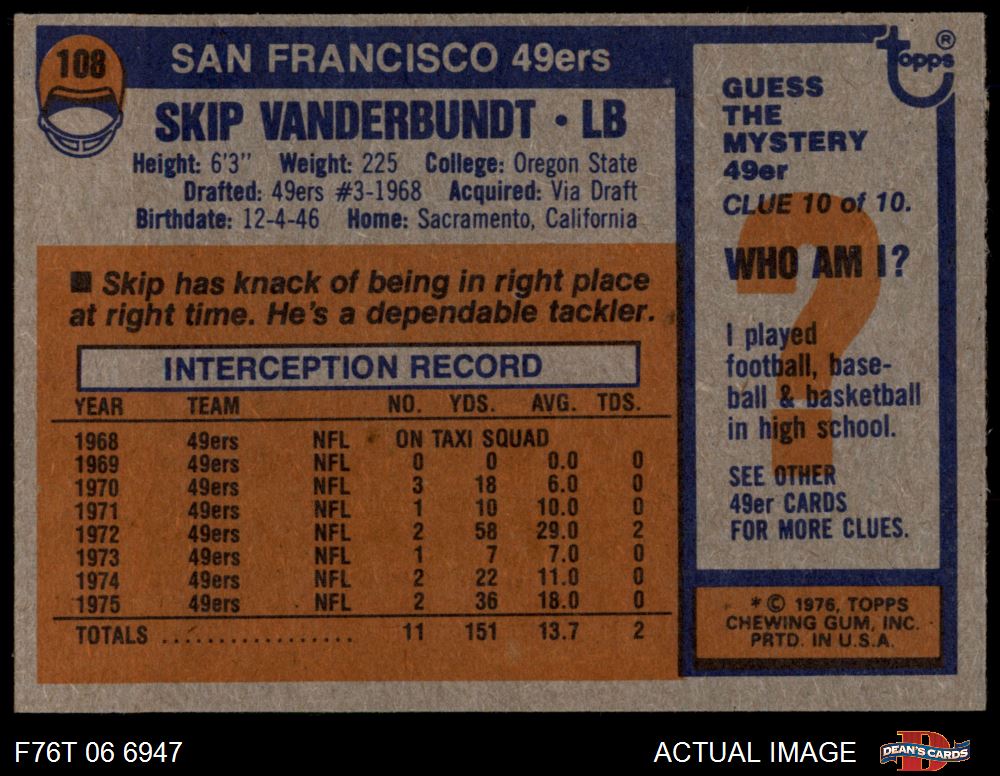 108
SAN FRANCISCO 49ers
SKIP VANDERBUNDT • LB
Height: 6'3" Weight: 225 College: Oregon State
Drafted: 49ers #3-1968 Acquired: Via Draft
Birthdate: 12-4-46 Home: Sacramento, California
■ Skip has knack of being in right place
at right time. He's a dependable tackler.
INTERCEPTION RECORD
YEAR TEAM NO. YDS. AVG. TDS.
1968 49ers NFL ON TAXI SQUAD
1969 49ers NFL 0 0 0.0 0
1970 49ers NFL 3 18 6.0 0
1971 49ers NFL 1 10 10.0 0
1972 49ers NFL 2 58 29.0 2
1973 49ers NFL 1 7 7.0 0
1974 49ers NFL 2 22 11.0 0
1975 49ers NFL 2 36 18.0 0
TOTALS .................. 11 151 13.7 2
topps ®
GUESS
THE
MYSTERY
49er
CLUE 10 of 10.
?
WHO AM I?
I played
football, base-
ball & basketball
in high school.
SEE OTHER
49er CARDS
FOR MORE CLUES.
* © 1976, TOPPS
CHEWING GUM, INC.
PRTD. IN U.S.A.
F76T 06 6947
ACTUAL IMAGE
D
DEAN'S CARDS